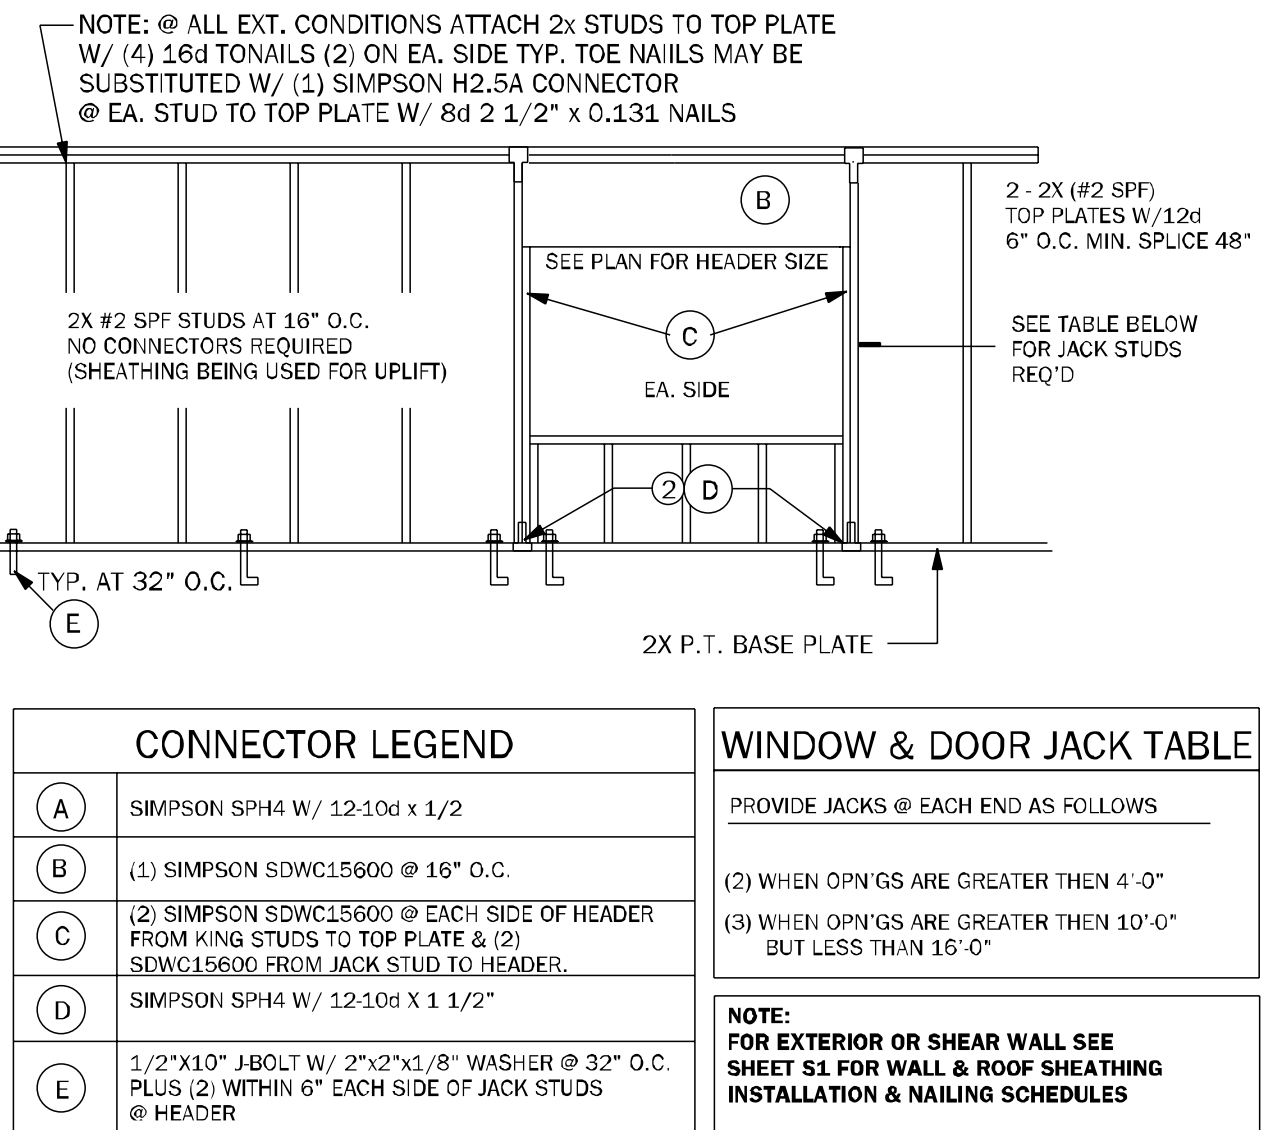 NOTE: @ ALL EXT. CONDITIONS ATTACH 2x STUDS TO TOP PLATE
W/ (4) 16d TONAILS (2) ON EA. SIDE TYP. TOE NAIILS MAY BE
SUBSTITUTED W/ (1) SIMPSON H2.5A CONNECTOR
@ EA. STUD TO TOP PLATE W/ 8d 2 1/2" x 0.131 NAILS
B
2 - 2X (#2 SPF)
TOP PLATES W/12d
6" O.C. MIN. SPLICE 48"
SEE PLAN FOR HEADER SIZE
2X #2 SPF STUDS AT 16" O.C.
NO CONNECTORS REQUIRED
(SHEATHING BEING USED FOR UPLIFT)
C
EA. SIDE
SEE TABLE BELOW
FOR JACK STUDS
REQ'D
2 D
TYP. AT 32" O.C.
E
2X P.T. BASE PLATE
CONNECTOR LEGEND
A
SIMPSON SPH4 W/ 12-10d x 1/2
B
(1) SIMPSON SDWC15600 @ 16" O.C.
C
(2) SIMPSON SDWC15600 @ EACH SIDE OF HEADER
FROM KING STUDS TO TOP PLATE & (2)
SDWC15600 FROM JACK STUD TO HEADER.
D
SIMPSON SPH4 W/ 12-10d X 1 1/2"
E
1/2"X10" J-BOLT W/ 2"x2"x1/8" WASHER @ 32" O.C.
PLUS (2) WITHIN 6" EACH SIDE OF JACK STUDS
@ HEADER
WINDOW & DOOR JACK TABLE
PROVIDE JACKS @ EACH END AS FOLLOWS
(2) WHEN OPN'GS ARE GREATER THEN 4'-0"
(3) WHEN OPN'GS ARE GREATER THEN 10'-0"
BUT LESS THAN 16'-0"
NOTE:
FOR EXTERIOR OR SHEAR WALL SEE
SHEET S1 FOR WALL & ROOF SHEATHING
INSTALLATION & NAILING SCHEDULES